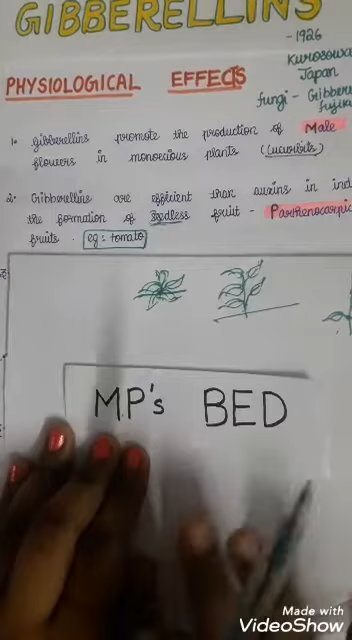 GIBBERELLINS
- 1926
Kurosowa
Japan
PHYSIOLOGICAL EFFECTS
fungi - Gibbere
fujik
1. Gibberellins promote the production of Male
flowers in monoecious plants (cucurbits)
2. Gibberellins are efficient than auxins in ind
the formation of seedless fruit - Parthenocarpic
fruits . eg : tomato
MP's BED
Made with
VideoShow